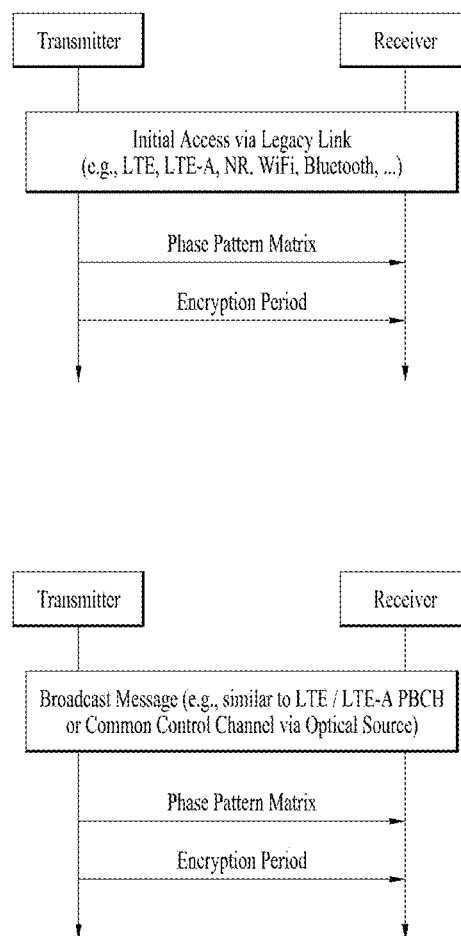 Transmitter
Receiver
Initial Access via Legacy Link
(e.g., LTE, LTE-A, NR, WiFi, Bluetooth, ...)
Phase Pattern Matrix
Encryption Period
Transmitter
Receiver
Broadcast Message (e.g., similar to LTE / LTE-A PBCH
or Common Control Channel via Optical Source)
Phase Pattern Matrix
Encryption Period